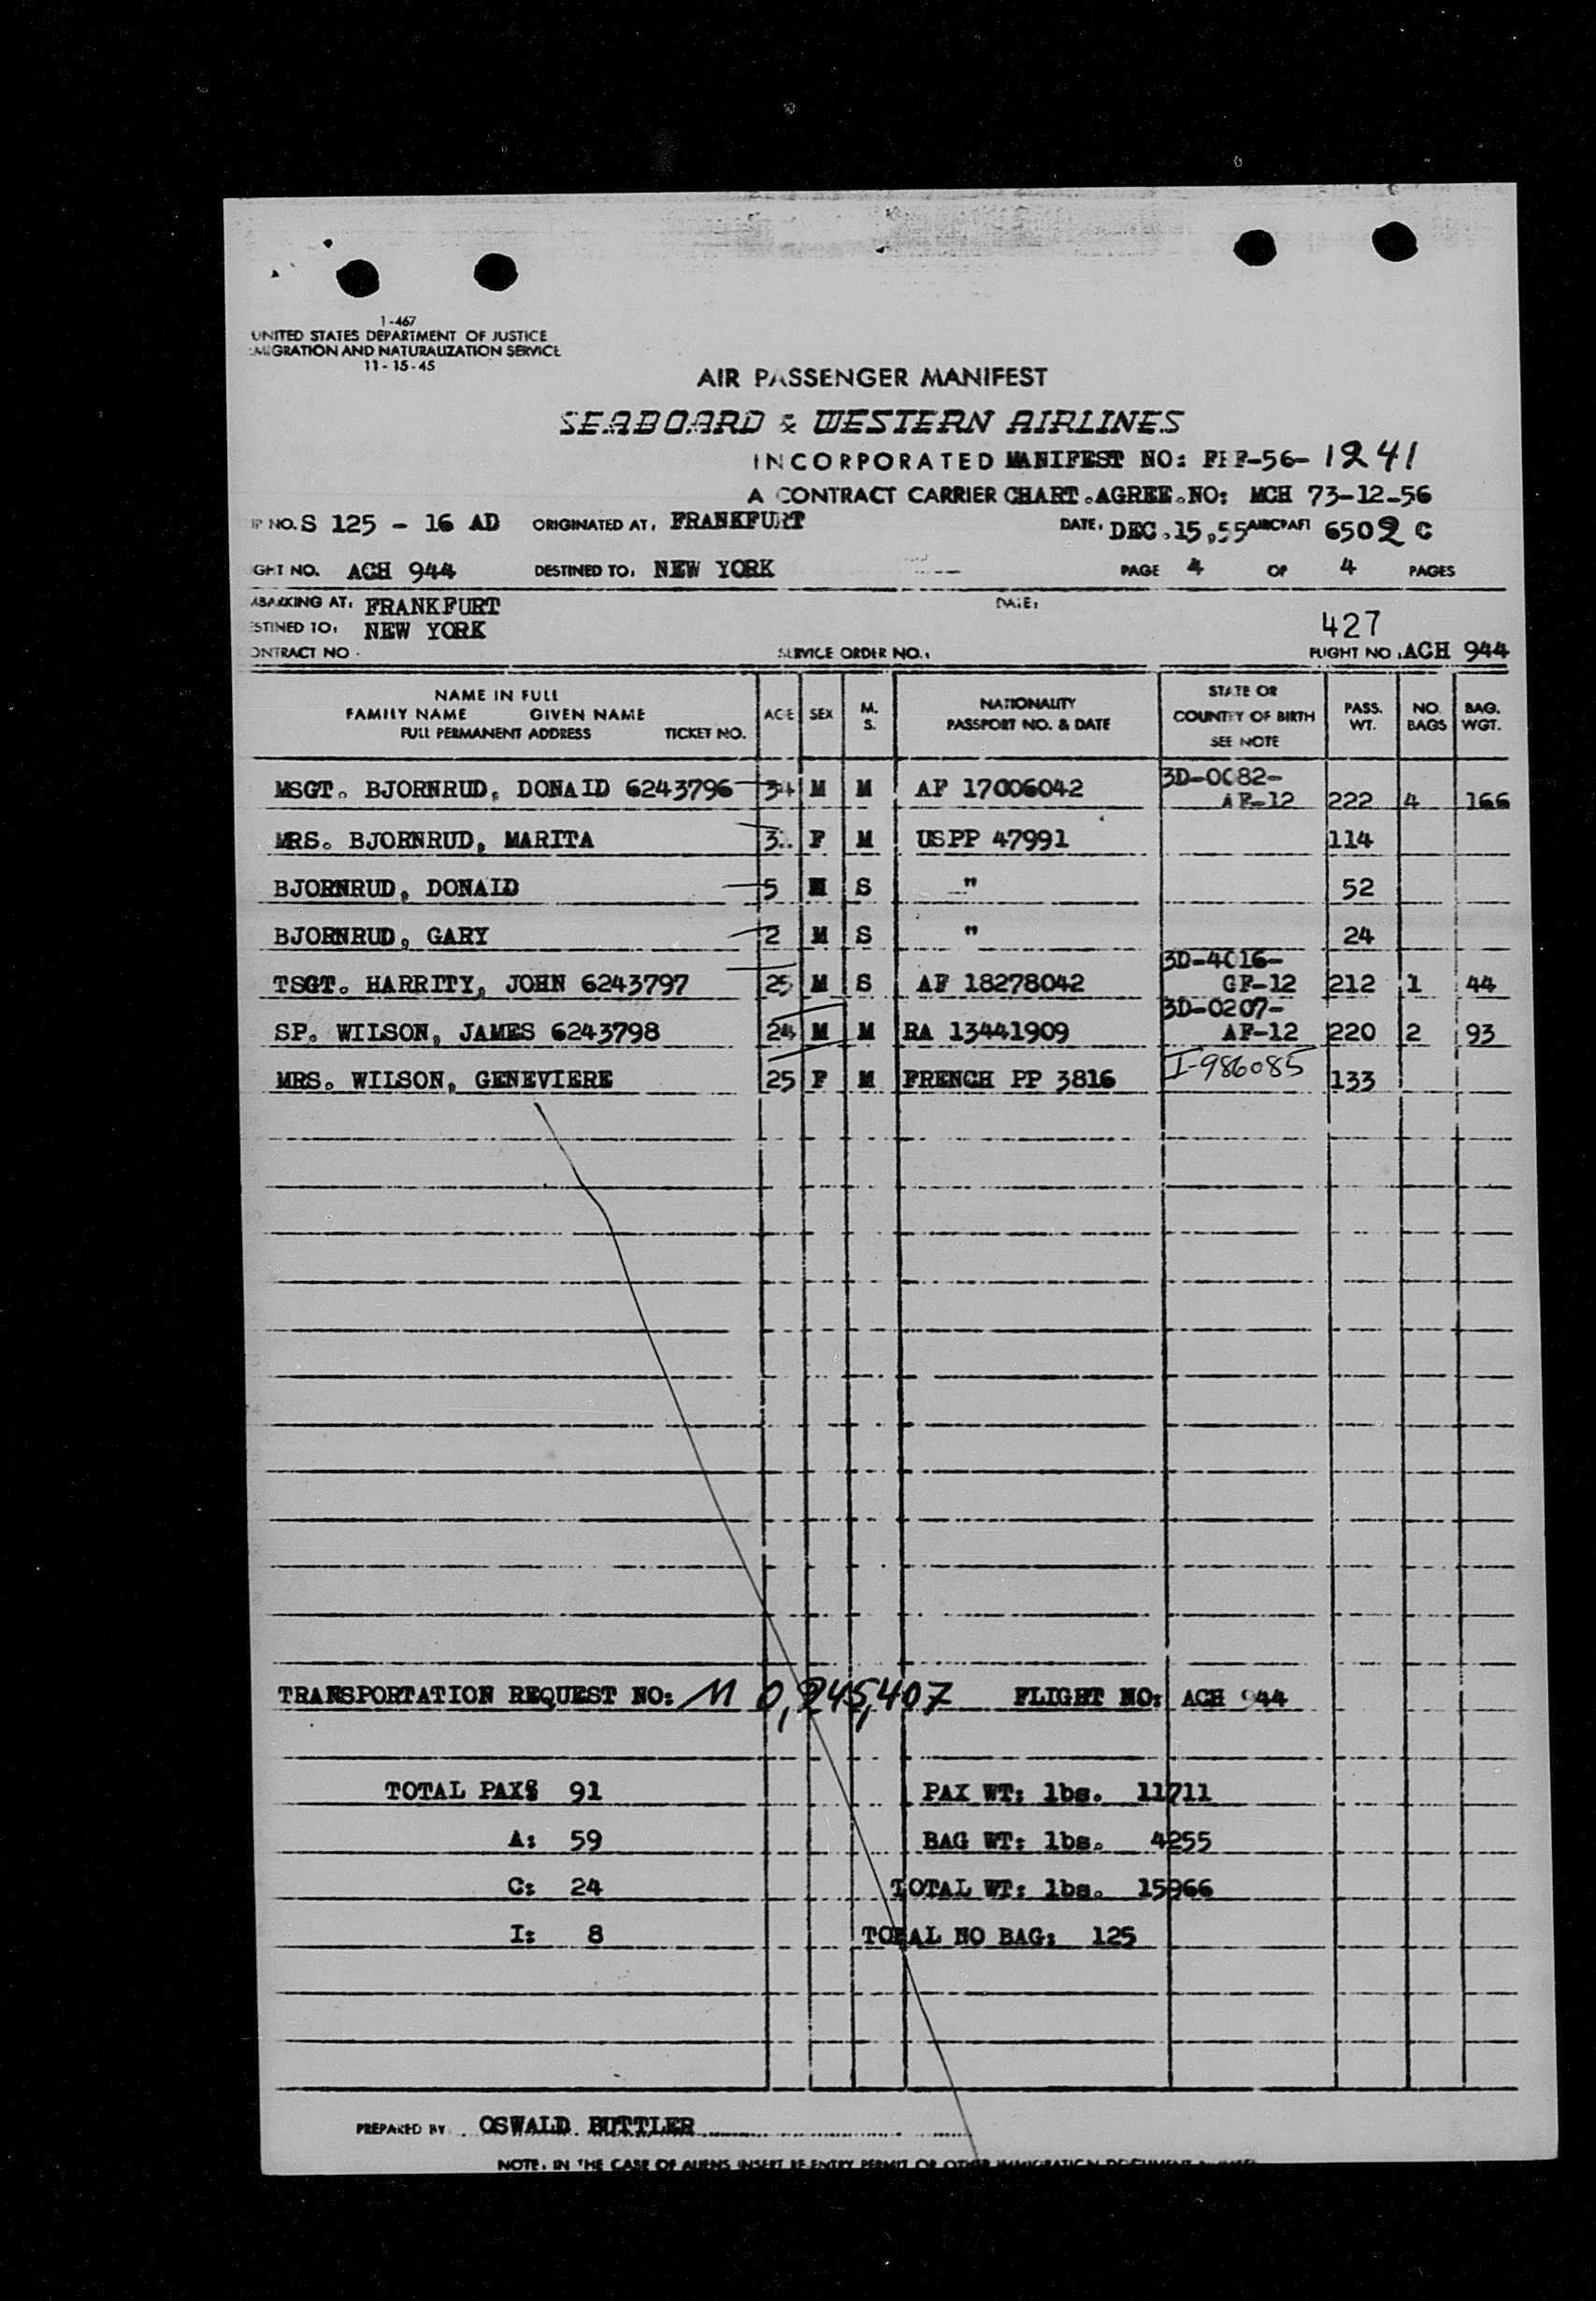 1-467
UNITED STATES DEPARTMENT OF JUSTICE
MIGRATION AND NATURALIZATION SERVICE
11-15-45
AIR PASSENGER MANIFEST
SEABOARD & WESTERN AIRLINES
INCORPORATED MANIFEST NO: -56-1241
A CONTRACT CARRIER CHART.AGREE.NO: MCH 73-12-56
P NO. S 125 - 16 AD ORIGINATED AT, FRANKFURT DATE, DEC.15,55 AIRCRAFT 6502 C
GHT NO. ACH 944 DESTINED TO, NEW YORK PAGE 4 OF 4 PAGES
BARKING AT, FRANKFURT DATE,
STINED TO, NEW YORK 427
ONTRACT NO. SERVICE ORDER NO., FLIGHT NO. ACH 944
NAME IN FULL
FAMILY NAME GIVEN NAME
FULL PERMANENT ADDRESS TICKET NO.
AGE SEX M. S. NATIONALITY PASSPORT NO. & DATE STATE OR COUNTRY OF BIRTH SEE NOTE PASS. WT. NO. BAGS BAG. WGT.
MSGT. BJORNRUD, DONAID 6243796 34 M M AF 17006042 3D-0082-AF-12 222 4 166
MRS. BJORNRUD, MARITA F M USPP 47991 114
BJORNRUD, DONAID 5 M S " 52
BJORNRUD, GARY 2 M S " 24
TSGT. HARRITY, JOHN 6243797 25 M S AF 18278042 3D-4016-GF-12 212 1 44
SP. WILSON, JAMES 6243798 24 M M RA 13441909 3D-0207-AF-12 220 2 93
MRS. WILSON, GENEVIERE 25 F M FRENCH PP 3816 I-986085 133
TRANSPORTATION REQUEST NO: M 0,245,407 FLIGHT NO: ACH 944
TOTAL PAX: 91 PAX WT: lbs. 11711
A: 59 BAG WT: lbs. 4255
C: 24 TOTAL WT: lbs. 15966
I: 8 TOTAL NO BAG: 125
PREPARED BY. OSWALD BUTTLER
NOTE, IN THE CASE OF ALIENS INSERT RE-ENTRY PERMIT OR OTHER IMMIGRATION DOCUMENT NUMBER